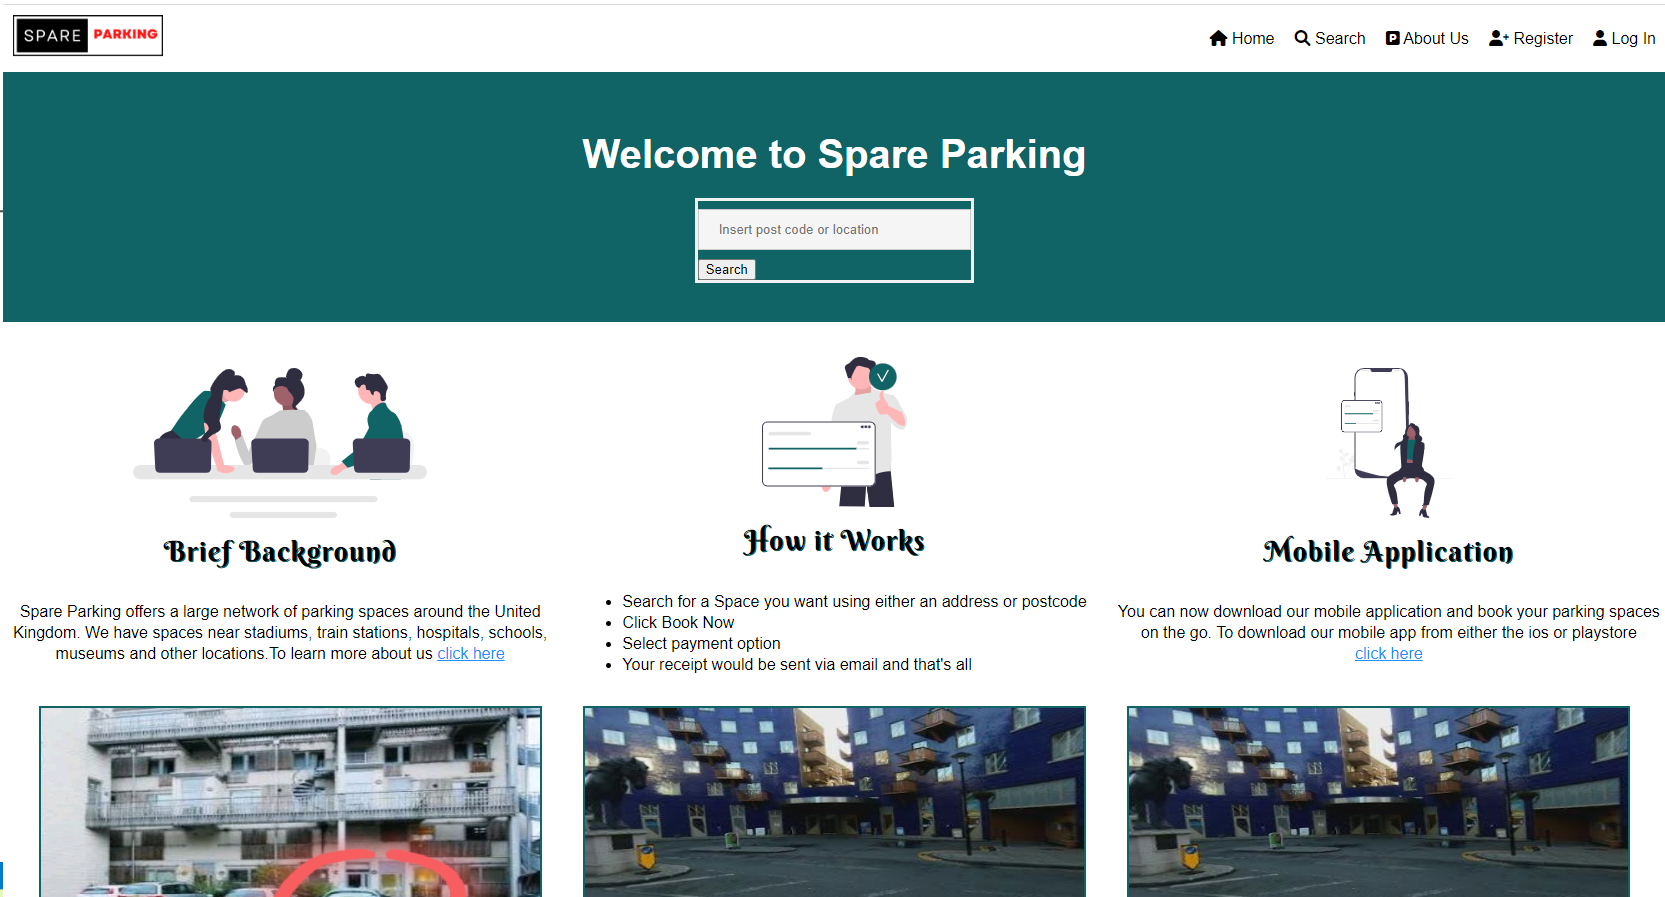 SPARE PARKING
Home Search About Us Register Log In
Welcome to Spare Parking
Insert post code or location
Search
Brief Background
Spare Parking offers a large network of parking spaces around the United
Kingdom. We have spaces near stadiums, train stations, hospitals, schools,
museums and other locations.To learn more about us click here
How it Works
Search for a Space you want using either an address or postcode
Click Book Now
Select payment option
Your receipt would be sent via email and that's all
Mobile Application
You can now download our mobile application and book your parking spaces
on the go. To download our mobile app from either the ios or playstore
click here